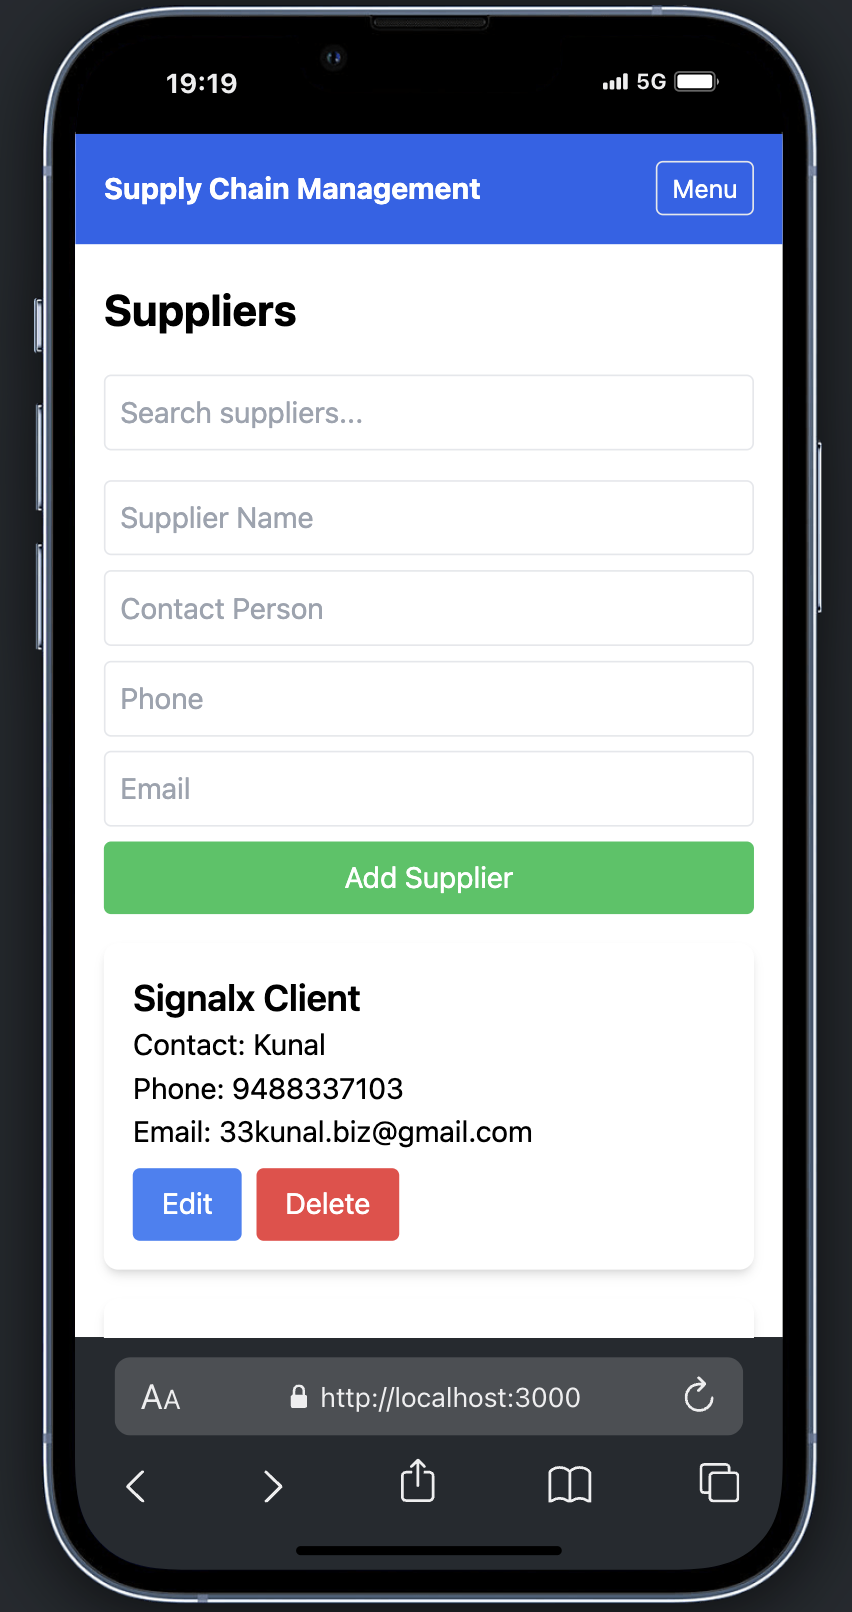 19:19
5G
Supply Chain Management
Menu
Suppliers
Search suppliers...
Supplier Name
Contact Person
Phone
Email
Add Supplier
Signalx Client
Contact: Kunal
Phone: 9488337103
Email: 33kunal.biz@gmail.com
Edit
Delete
AA
http://localhost:3000